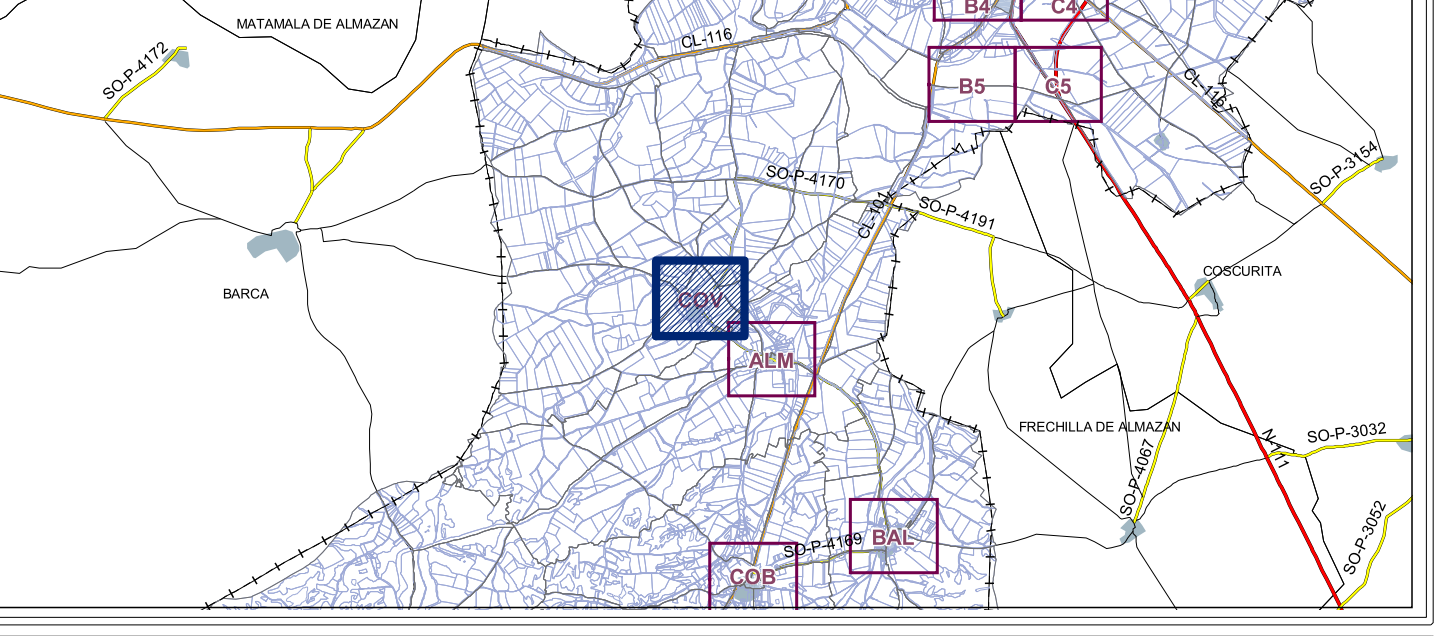 B4
C4
MATAMALA DE ALMAZAN
CL-116
SO-P-4172
B5
C5
CL-116
SO-P-3154
SO-P-4170
SO-P-4191
CL-101
COSCURITA
BARCA
COV
ALM
FRECHILLA DE ALMAZAN
SO-P-3032
N-111
SO-P-4067
SO-P-3052
BAL
SO-P-4169
COB